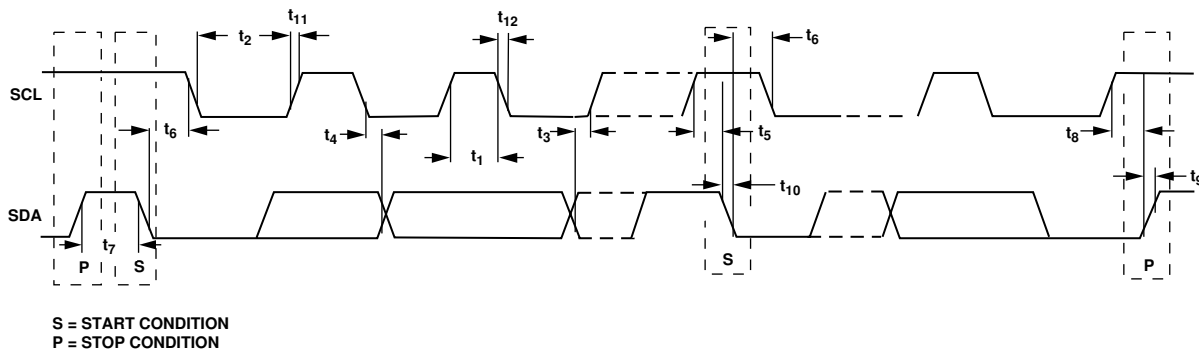 t11
t12
t2
t6
SCL
t6
t4
t3
t5
t8
t1
t10
t9
SDA
t7
P
S
S
P
S = START CONDITION
P = STOP CONDITION